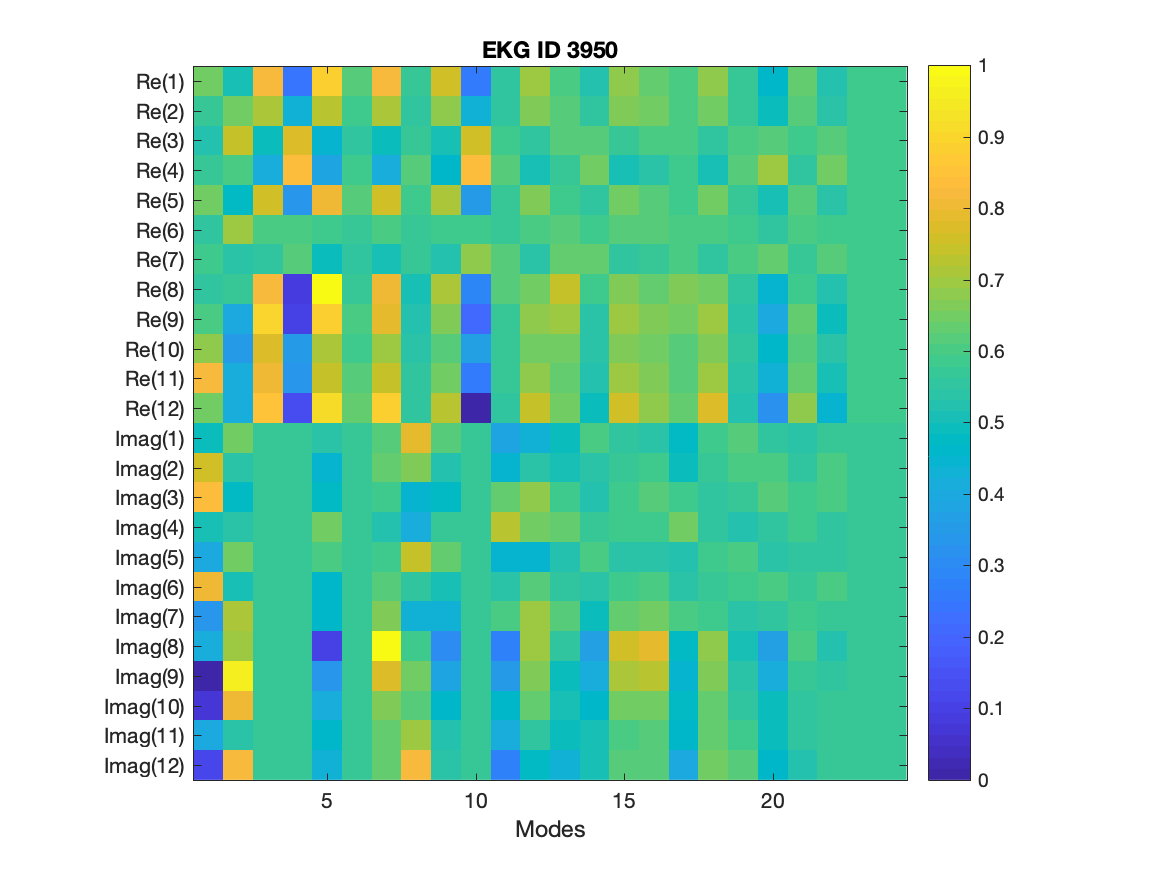 EKG ID 3950
Re(1)
Re(2)
Re(3)
Re(4)
Re(5)
Re(6)
Re(7)
Re(8)
Re(9)
Re(10)
Re(11)
Re(12)
Imag(1)
Imag(2)
Imag(3)
Imag(4)
Imag(5)
Imag(6)
Imag(7)
Imag(8)
Imag(9)
Imag(10)
Imag(11)
Imag(12)
5 10 15 20
Modes
1
0.9
0.8
0.7
0.6
0.5
0.4
0.3
0.2
0.1
0